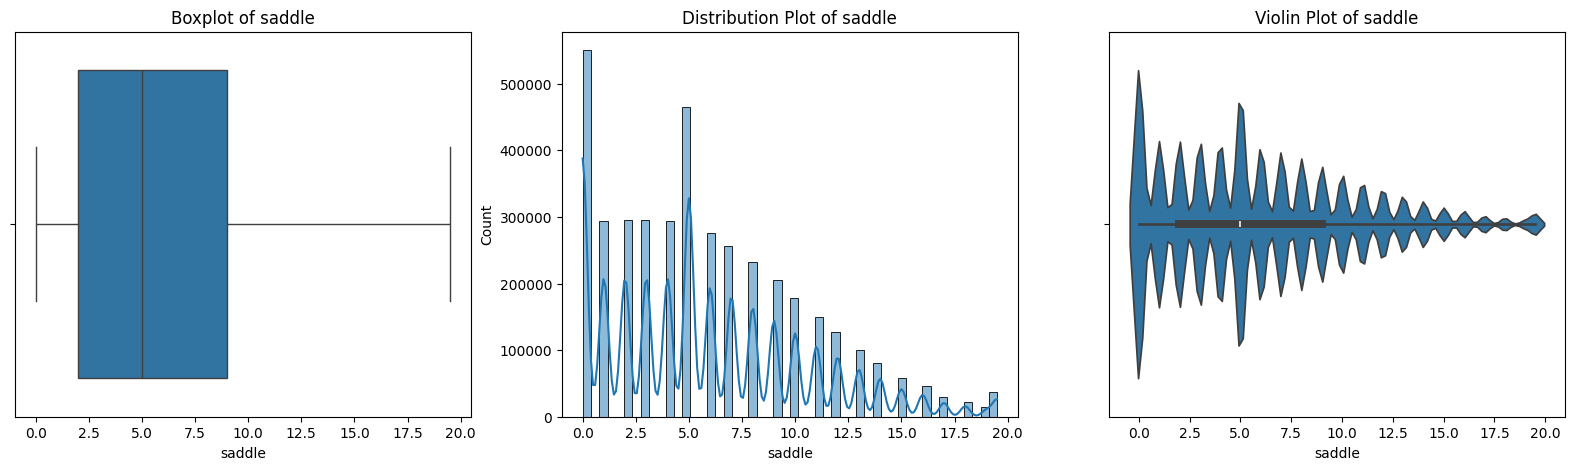 Boxplot of saddle
0.0 2.5 5.0 7.5 10.0 12.5 15.0 17.5 20.0
saddle
Distribution Plot of saddle
Count
500000
400000
300000
200000
100000
0
0.0 2.5 5.0 7.5 10.0 12.5 15.0 17.5 20.0
saddle
Violin Plot of saddle
0.0 2.5 5.0 7.5 10.0 12.5 15.0 17.5 20.0
saddle